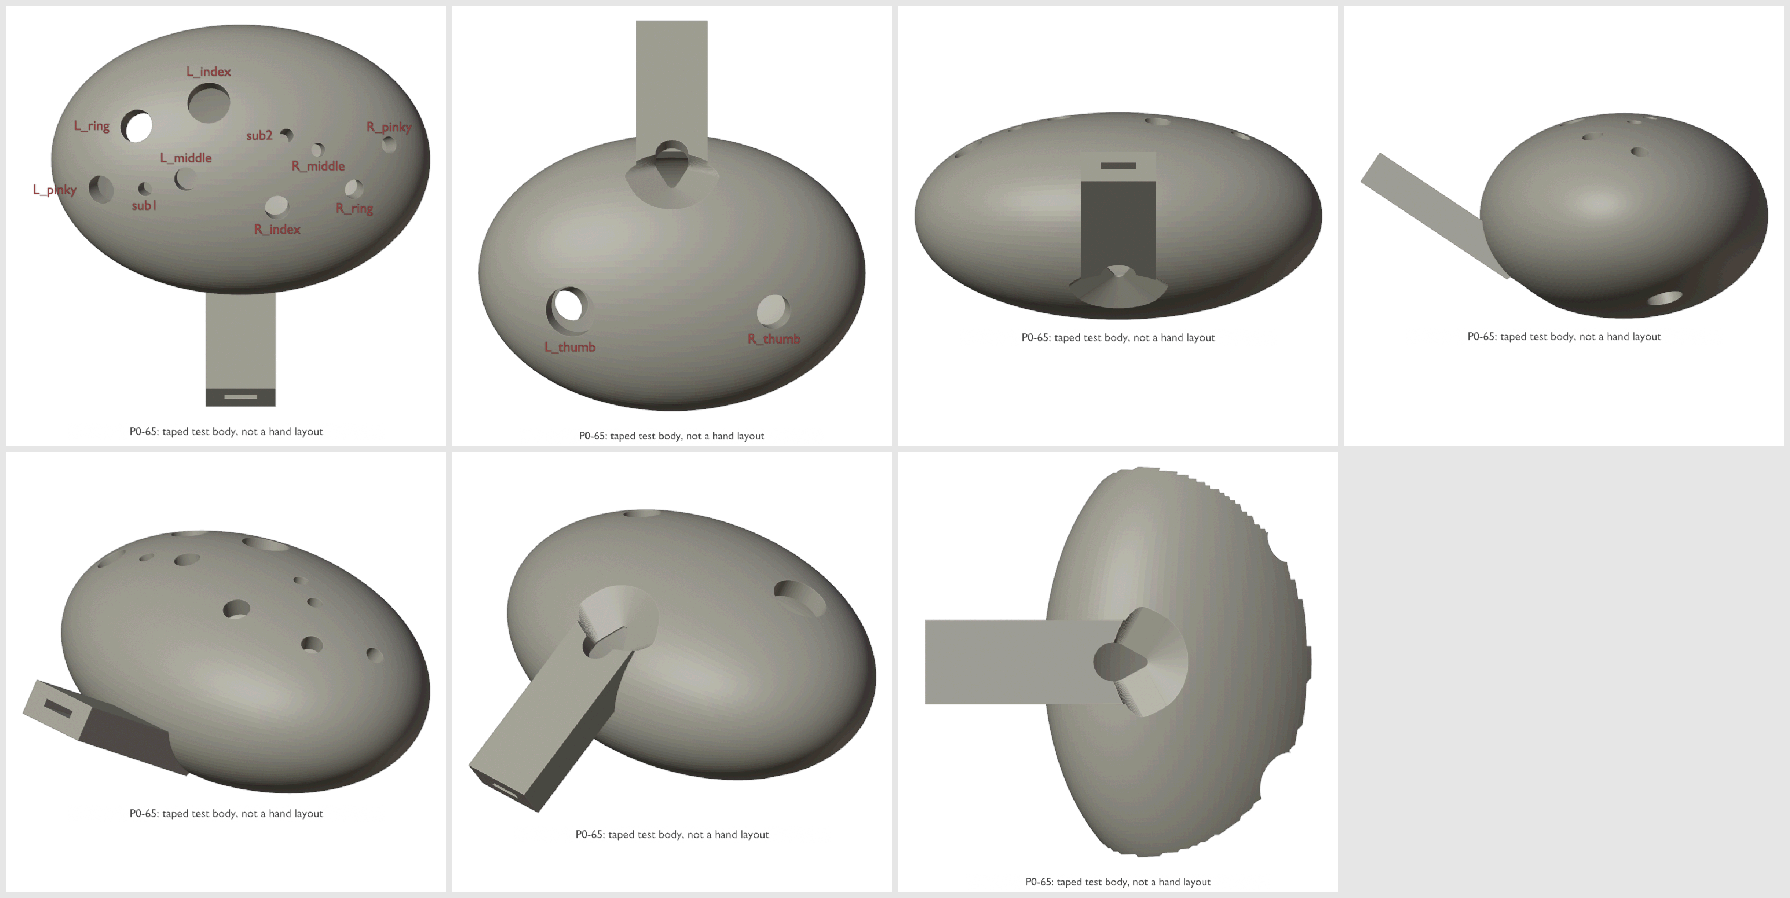 L_index
L_ring
sub2
R_pinky
L_middle
R_middle
L_pinky
sub1
R_ring
R_index
P0-65: taped test body, not a hand layout
L_thumb
R_thumb
P0-65: taped test body, not a hand layout
P0-65: taped test body, not a hand layout
P0-65: taped test body, not a hand layout
P0-65: taped test body, not a hand layout
P0-65: taped test body, not a hand layout
P0-65: taped test body, not a hand layout